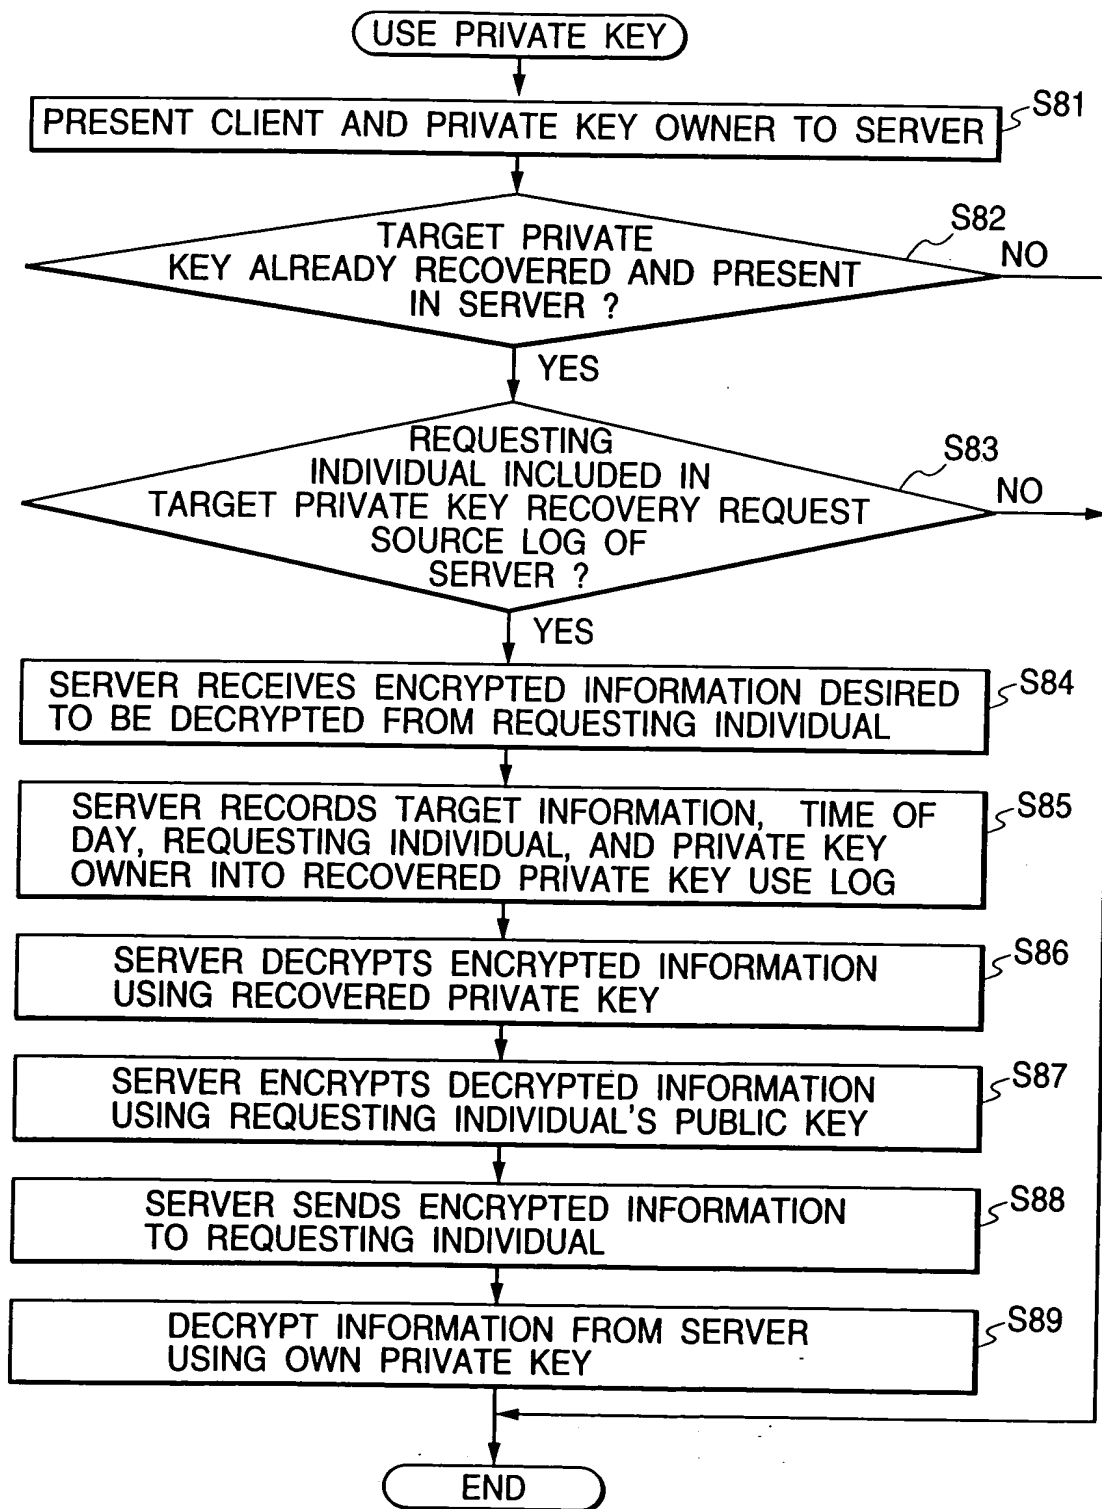 USE PRIVATE KEY
PRESENT CLIENT AND PRIVATE KEY OWNER TO SERVER
S81
TARGET PRIVATE
KEY ALREADY RECOVERED AND PRESENT
IN SERVER ?
S82
NO
YES
REQUESTING
INDIVIDUAL INCLUDED IN
TARGET PRIVATE KEY RECOVERY REQUEST
SOURCE LOG OF
SERVER ?
S83
NO
YES
SERVER RECEIVES ENCRYPTED INFORMATION DESIRED
TO BE DECRYPTED FROM REQUESTING INDIVIDUAL
S84
SERVER RECORDS TARGET INFORMATION, TIME OF
DAY, REQUESTING INDIVIDUAL, AND PRIVATE KEY
OWNER INTO RECOVERED PRIVATE KEY USE LOG
S85
SERVER DECRYPTS ENCRYPTED INFORMATION
USING RECOVERED PRIVATE KEY
S86
SERVER ENCRYPTS DECRYPTED INFORMATION
USING REQUESTING INDIVIDUAL'S PUBLIC KEY
S87
SERVER SENDS ENCRYPTED INFORMATION
TO REQUESTING INDIVIDUAL
S88
DECRYPT INFORMATION FROM SERVER
USING OWN PRIVATE KEY
S89
END